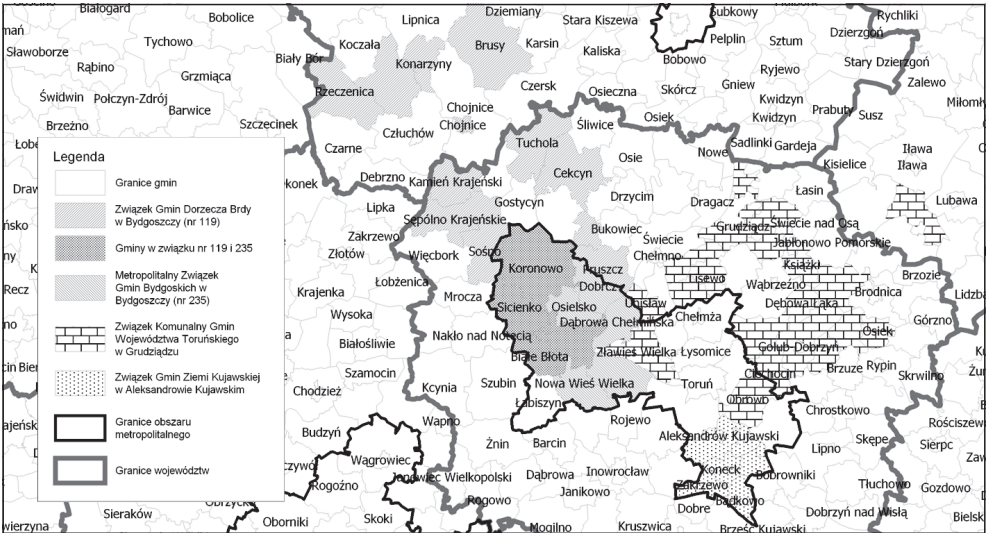 Białogard
Bobolice
Lipnica
Dziemiany
Stara Kiszewa
Subkowy
Rychliki
Tychowo
Koczała
Brusy
Karsin
Kaliska
Pelplin
Sztum
Dzierzgoń
Sławoborze
Rąbino
Grzmiąca
Biały Bór
Konarzyny
Bobowo
Ryjewo
Stary Dzierzgoń
Świdwin
Połczyn-Zdrój
Barwice
Rzeczenica
Czersk
Osieczna
Skórcz
Gniew
Kwidzyn
Kwidzyn
Prabuty
Zalewo
Brzeżno
Szczecinek
Chojnice
Chojnice
Człuchów
Śliwice
Osiek
Susz
Czarne
Tuchola
Osie
Nowe
Sadlinki
Gardeja
Kisielice
Iława
Iława
Debrzno
Kamień Krajeński
Cekcyn
Drzycim
Dragacz
Łasin
Lubawa
Lipka
Gostycyn
Sępólno Krajeńskie
Bukowiec
Świecie
Grudziądz
Świecie nad Osą
Zakrzewo
Złotów
Więcbork
Sośno
Koronowo
Pruszcz
Chełmno
Jabłonowo Pomorskie
Książki
Łobżenica
Dobrcz
Lisewo
Wąbrzeźno
Brzozie
Krajenka
Mrocza
Sicienko
Osielsko
Unisław
Dębowa Łąka
Brodnica
Wysoka
Dąbrowa Chełmińska
Chełmża
Górzno
Białośliwie
Nakło nad Notecią
Osiek
Białe Błota
Zławieś Wielka
Łysomice
Golub-Dobrzyń
Szamocin
Brzuze
Rypin
Skrwilno
Chodzież
Kcynia
Szubin
Nowa Wieś Wielka
Toruń
Ciechocin
Łabiszyn
Obrowo
Chrostkowo
Budzyń
Wapno
Rojewo
Żnin
Barcin
Aleksandrów Kujawski
Lipno
Skępe
Sierpc
Wągrowiec
Rogoźno
Janowiec Wielkopolski
Dąbrowa
Inowrocław
Koneck
Bobrowniki
Janikowo
Zakrzewo
Tłuchowo
Gozdowo
Sieraków
Oborniki
Skoki
Rogowo
Mogilno
Kruszwica
Dobre
Bądkowo
Brześć Kujawski
Dobrzyń nad Wisłą
Legenda
Granice gmin
Związek Gmin Dorzecza Brdy
w Bydgoszczy (nr 119)
Gminy w związku nr 119 i 235
Metropolitalny Związek
Gmin Bydgoskich w
Bydgoszczy (nr 235)
Związek Komunalny Gmin
Województwa Toruńskiego
w Grudziądzu
Związek Gmin Ziemi Kujawskiej
w Aleksandrowie Kujawskim
Granice obszaru
metropolitalnego
Granice województw